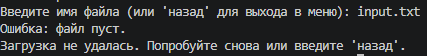 Введите имя файла (или 'назад' для выхода в меню): input.txt
Ошибка: файл пуст.
Загрузка не удалась. Попробуйте снова или введите 'назад'.